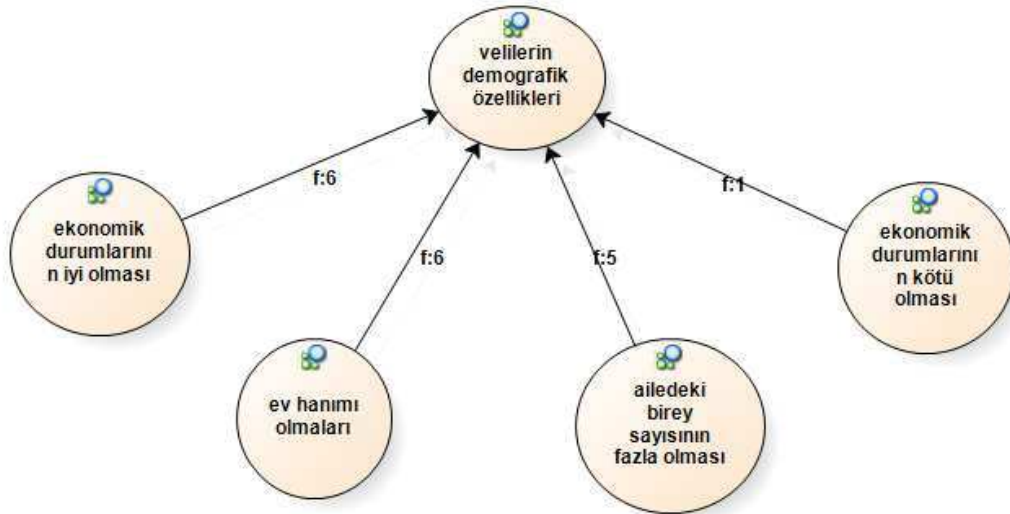 velilerin
demografik
özellikleri
f:6
f:6
f:5
f:1
ekonomik
durumlarını
n iyi olması
ev hanımı
olmaları
ailedeki
birey
sayısının
fazla olması
ekonomik
durumlarını
n kötü
olması